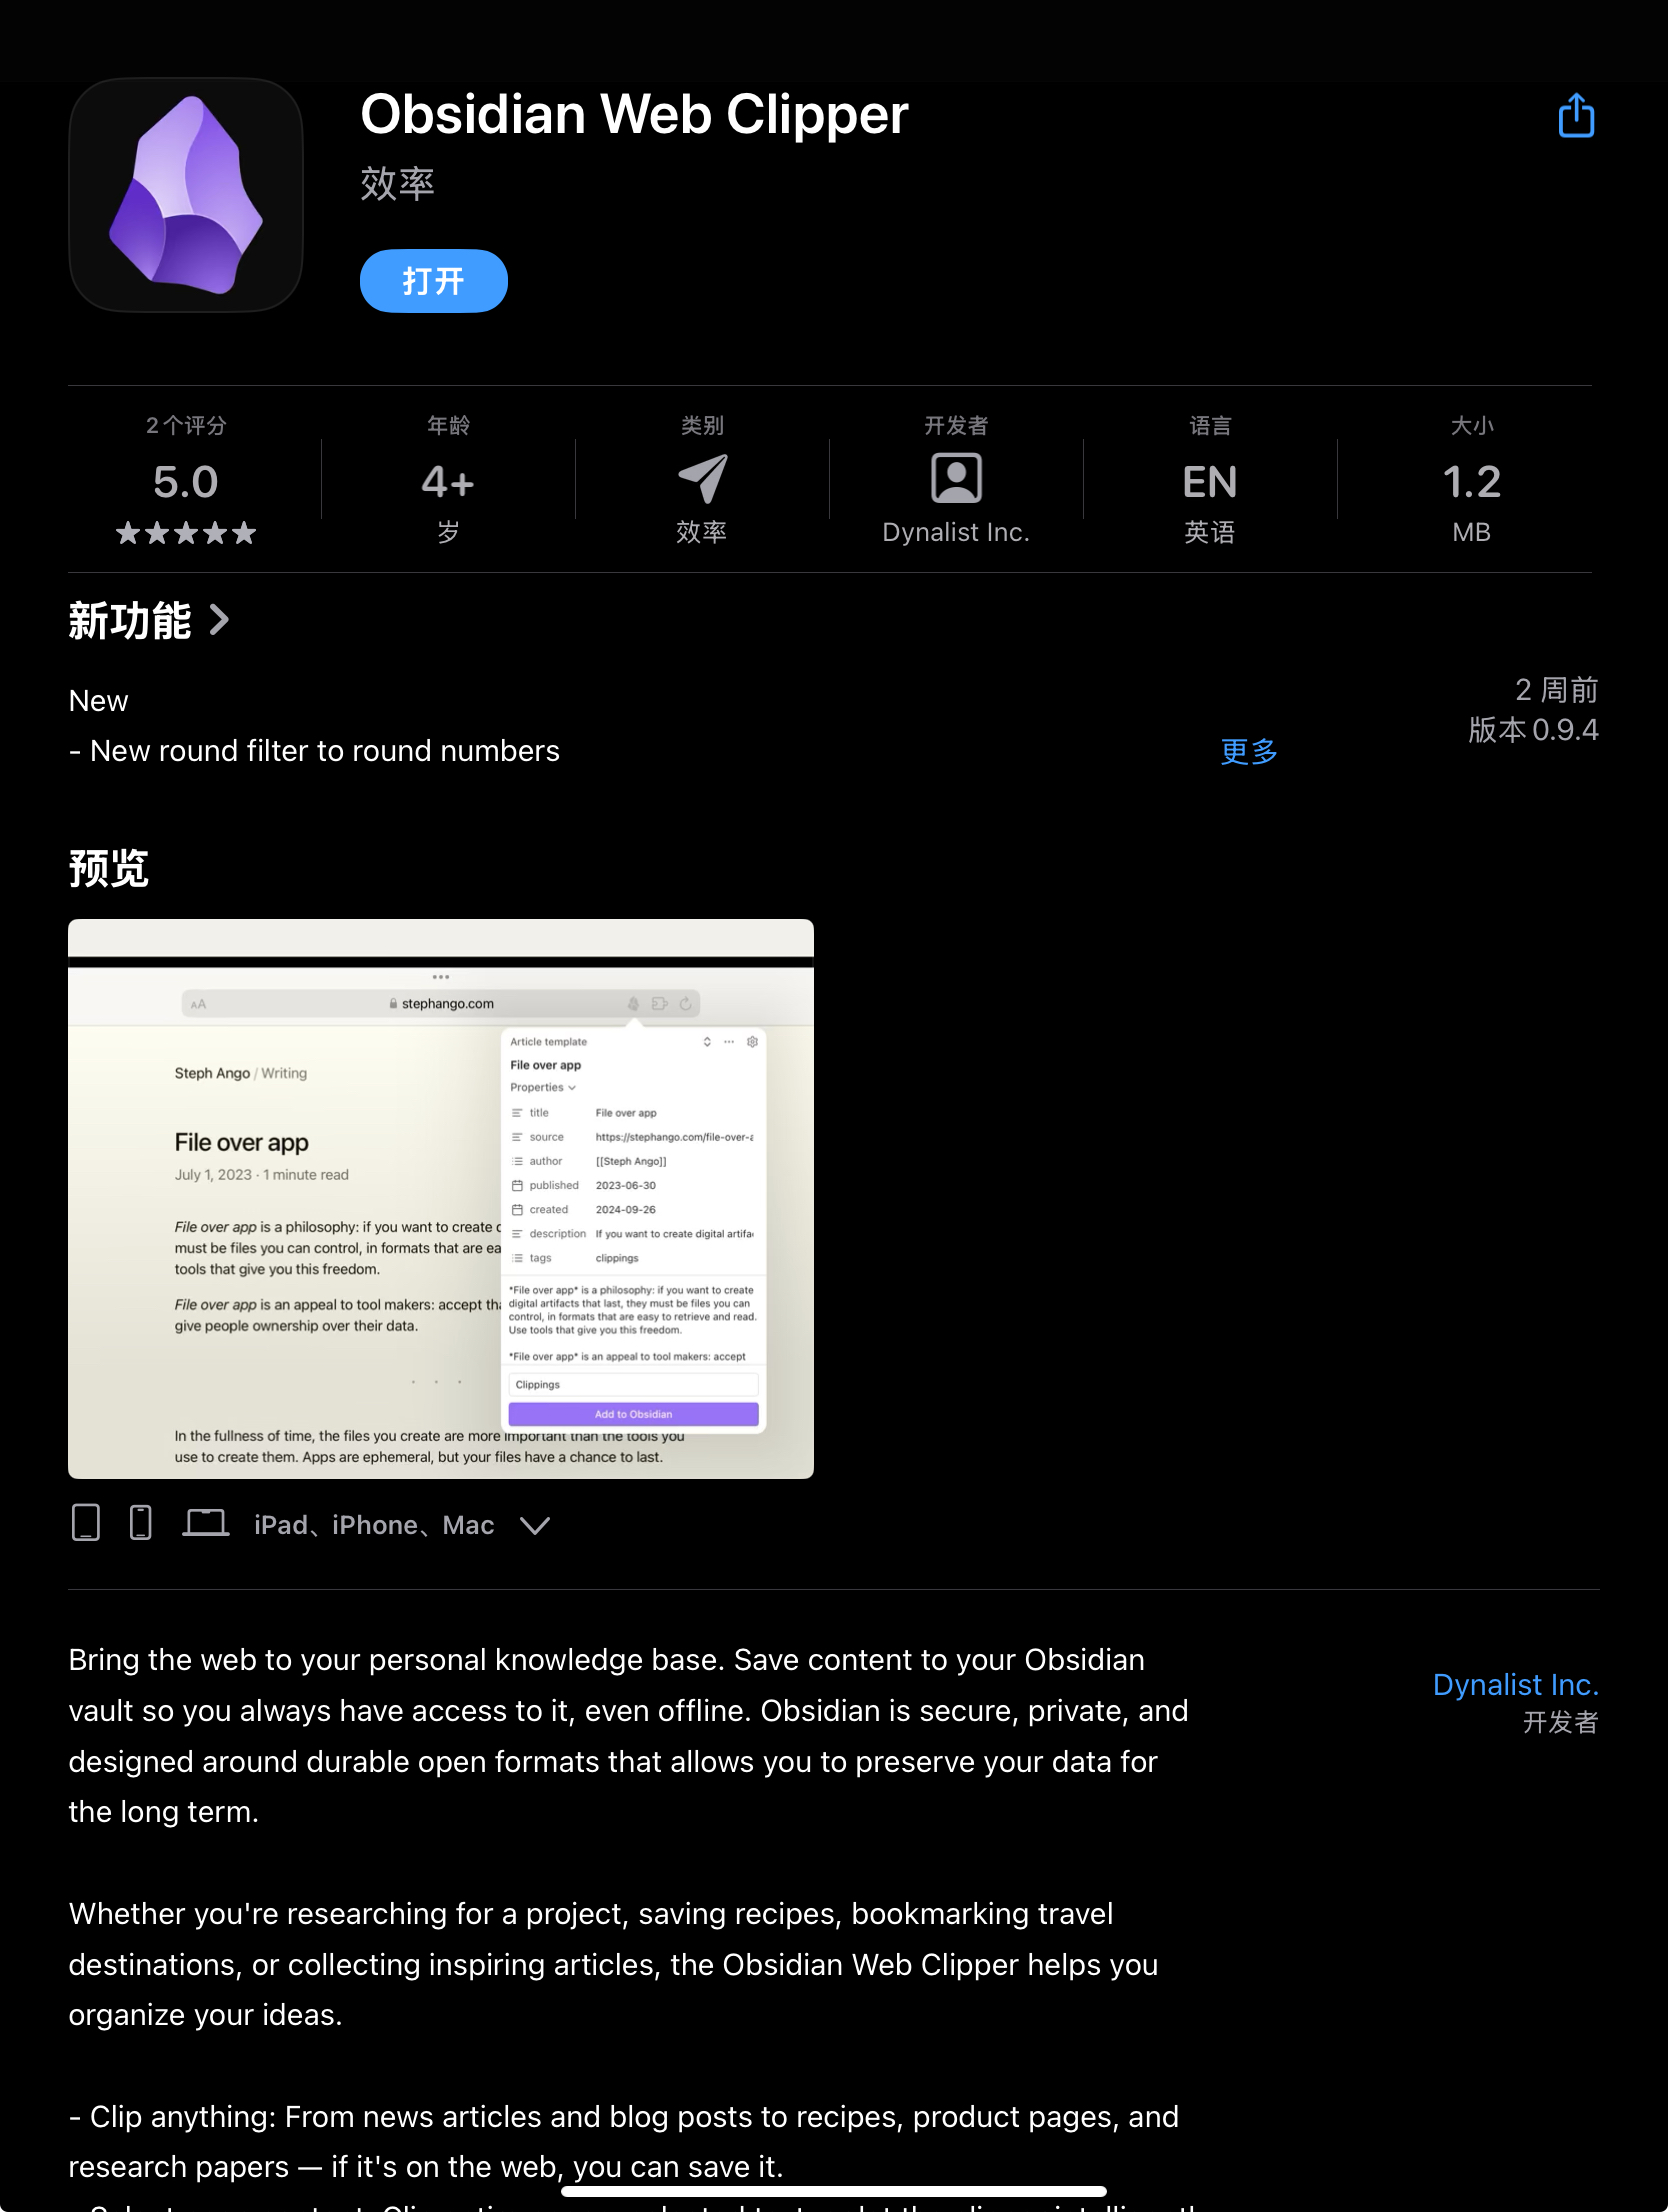 Obsidian Web Clipper
效率
打开
2个评分
5.0
年龄
4+
岁
类别
效率
开发者
Dynalist Inc.
语言
EN
英语
大小
1.2
MB
新功能
New
- New round filter to round numbers
更多
2 周前
版本 0.9.4
预览
AA
stephango.com
Steph Ango / Writing
File over app
July 1, 2023 · 1 minute read
File over app is a philosophy: if you want to create
must be files you can control, in formats that are
tools that give you this freedom.
File over app is an appeal to tool makers: accept
give people ownership over their data.
· · ·
In the fullness of time, the files you create are more important than the tools you
use to create them. Apps are ephemeral, but your files have a chance to last.
Article template
File over app
Properties
title File over app
source https://stephango.com/file-over-
author [[Steph Ango]]
published 2023-06-30
created 2024-09-26
description If you want to create digital
tags clippings
*File over app* is a philosophy: if you want to create
digital artifacts that last, they must be files you can
control, in formats that are easy to retrieve and read.
Use tools that give you this freedom.
*File over app* is an appeal to tool makers: accept
Clippings
Add to Obsidian
iPad、iPhone、Mac
Bring the web to your personal knowledge base. Save content to your Obsidian
vault so you always have access to it, even offline. Obsidian is secure, private, and
designed around durable open formats that allows you to preserve your data for
the long term.
Dynalist Inc.
开发者
Whether you're researching for a project, saving recipes, bookmarking travel
destinations, or collecting inspiring articles, the Obsidian Web Clipper helps you
organize your ideas.
- Clip anything: From news articles and blog posts to recipes, product pages, and
research papers — if it's on the web, you can save it.